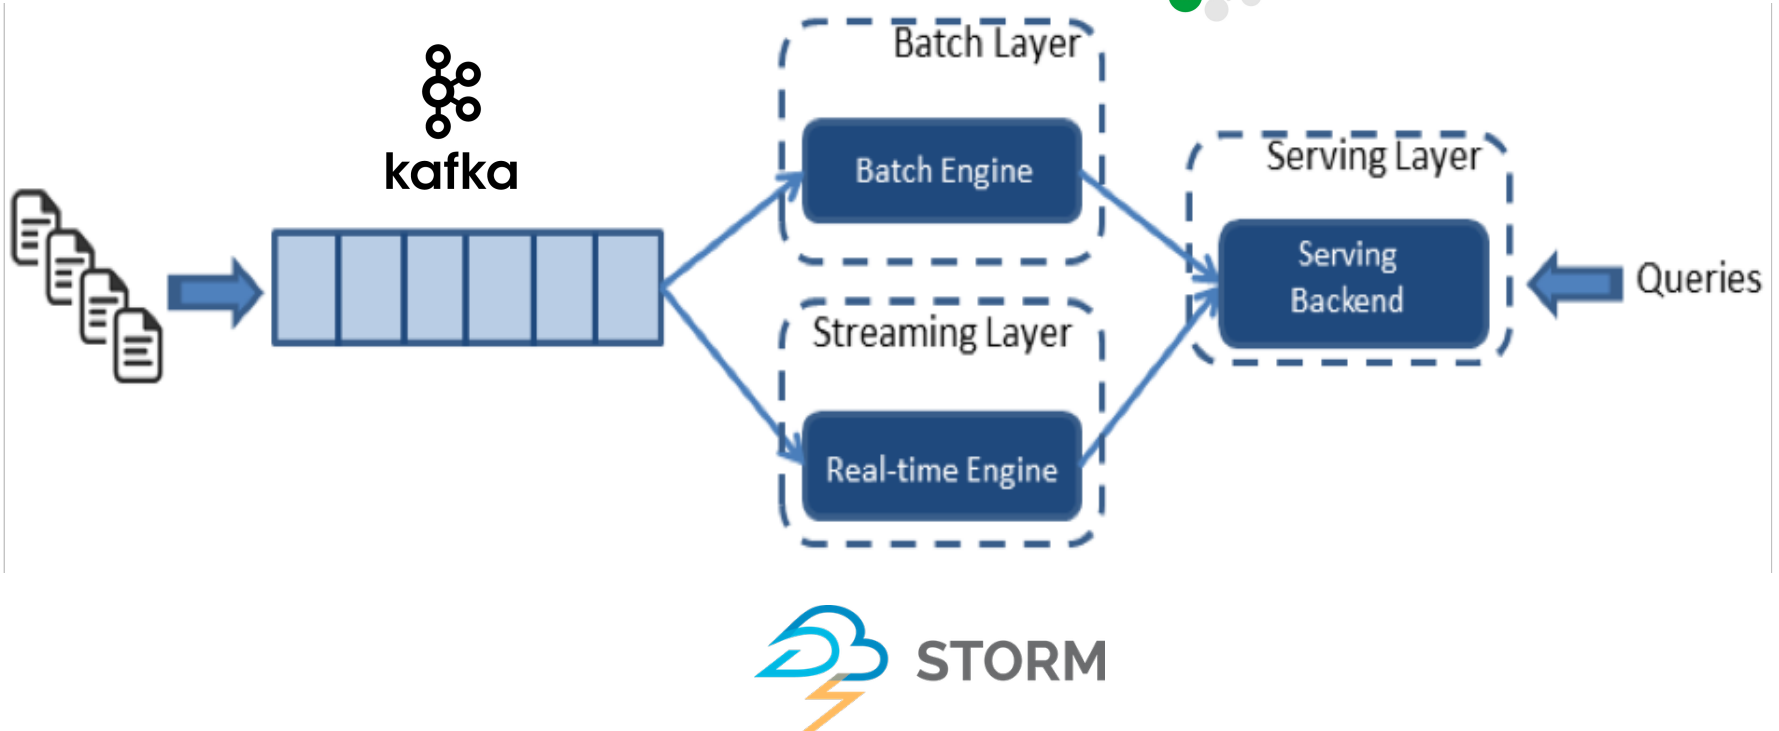 kafka
Batch Layer
Batch Engine
Streaming Layer
Real-time Engine
Serving Layer
Serving
Backend
Queries
STORM